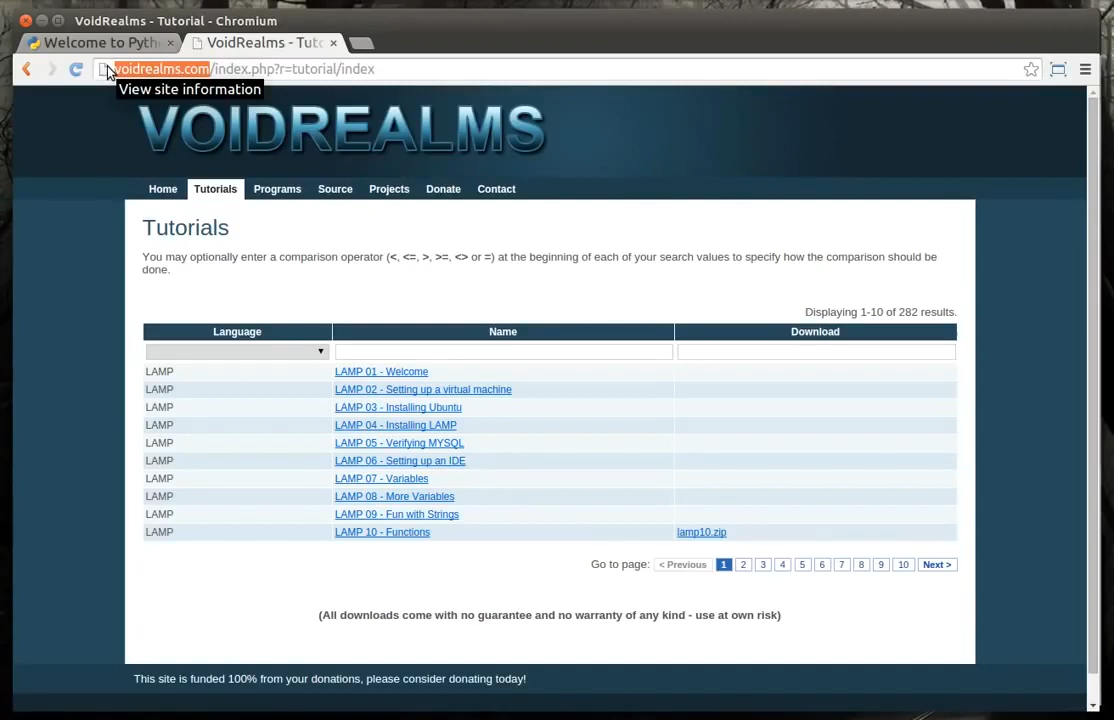 VoidRealms - Tutorial - Chromium
Welcome to Pyth
VoidRealms - Tuto
voidrealms.com/index.php?r=tutorial/index
View site information
VOIDREALMS
Home Tutorials Programs Source Projects Donate Contact
Tutorials
You may optionally enter a comparison operator (<, <=, >, >=, <> or =) at the beginning of each of your search values to specify how the comparison should be
done.
Displaying 1-10 of 282 results.
Language Name Download
LAMP LAMP 01 - Welcome
LAMP LAMP 02 - Setting up a virtual machine
LAMP LAMP 03 - Installing Ubuntu
LAMP LAMP 04 - Installing LAMP
LAMP LAMP 05 - Verifying MYSQL
LAMP LAMP 06 - Setting up an IDE
LAMP LAMP 07 - Variables
LAMP LAMP 08 - More Variables
LAMP LAMP 09 - Fun with Strings
LAMP LAMP 10 - Functions lamp10.zip
Go to page: < Previous 1 2 3 4 5 6 7 8 9 10 Next >
(All downloads come with no guarantee and no warranty of any kind - use at own risk)
This site is funded 100% from your donations, please consider donating today!